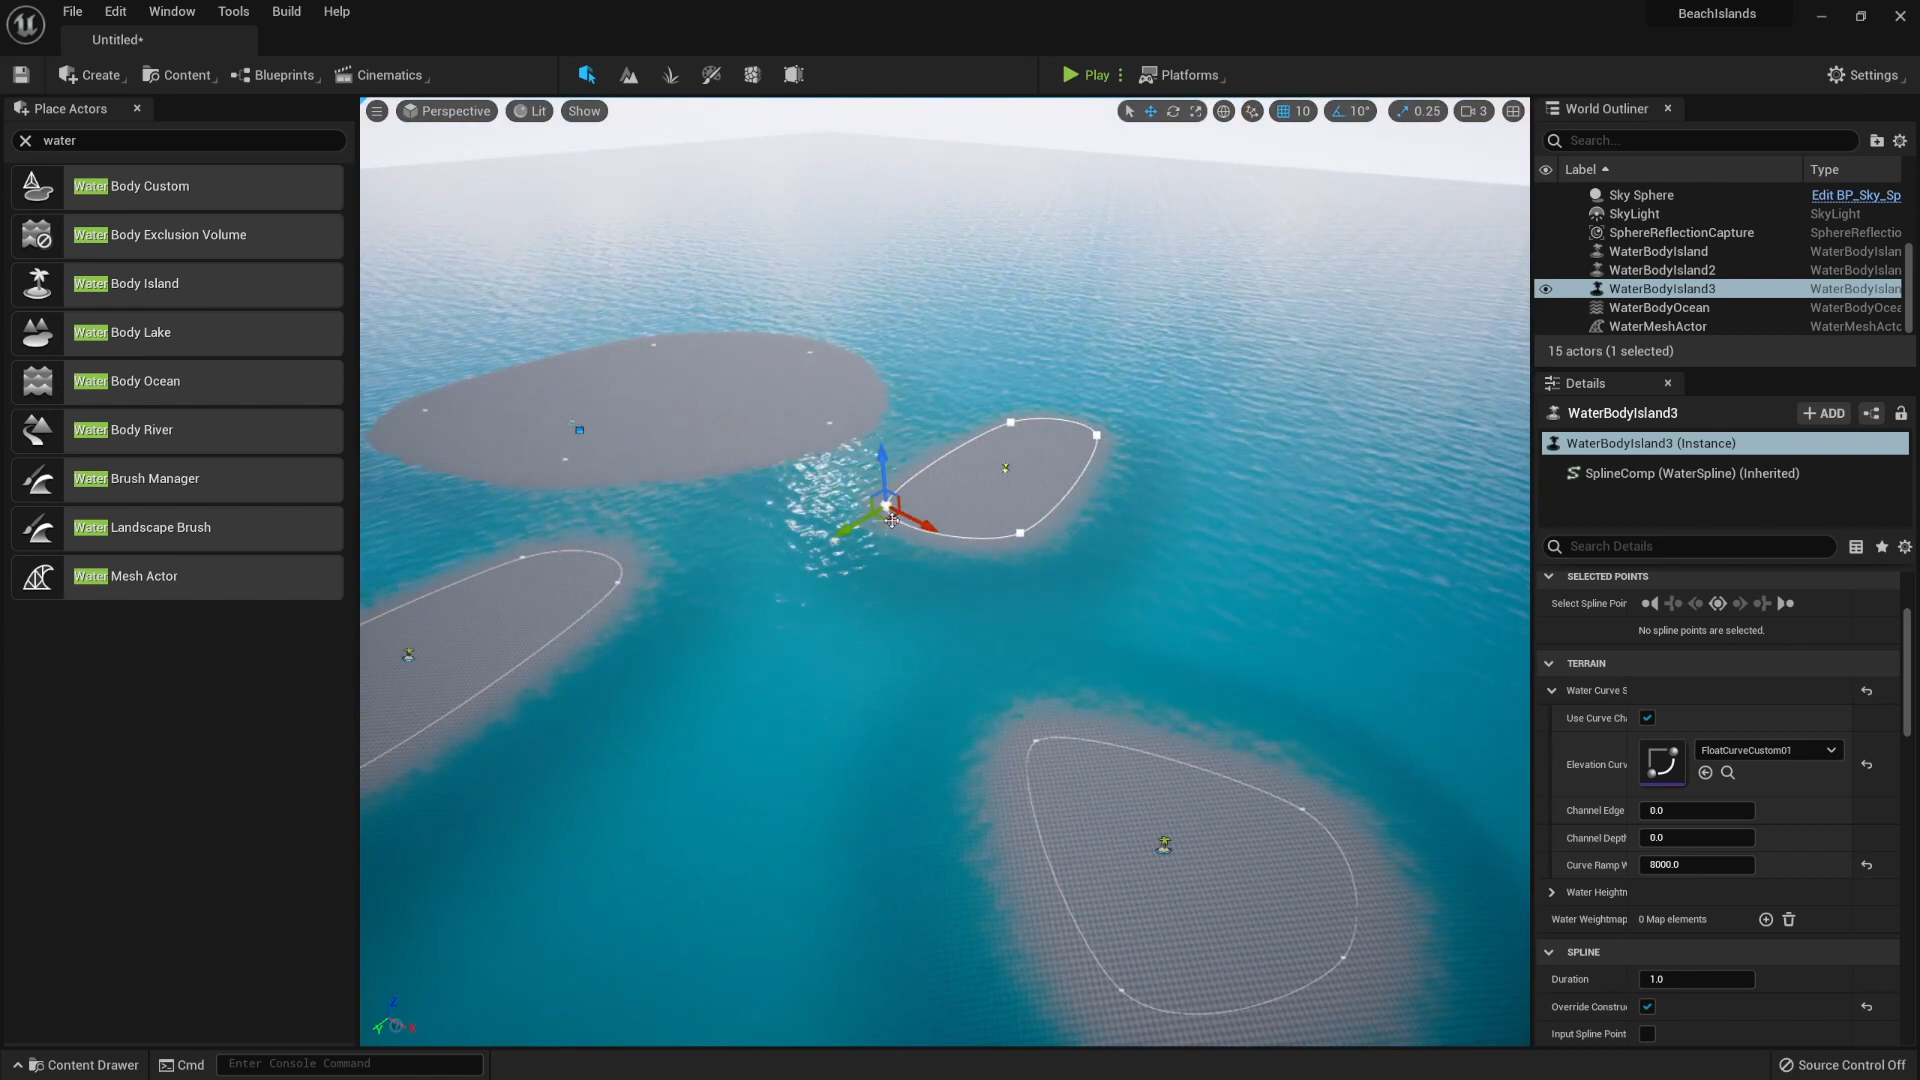 File Edit Window Tools Build Help
BeachIslands
Untitled*
Create Content Blueprints Cinematics
Play Platforms
Settings
Place Actors
water
Water Body Custom
Water Body Exclusion Volume
Water Body Island
Water Body Lake
Water Body Ocean
Water Body River
Water Brush Manager
Water Landscape Brush
Water Mesh Actor
Perspective Lit Show
10 10° 0.25 3
Z
Y X
World Outliner
Search...
Label Type
Sky Sphere Edit BP_Sky_Sp
SkyLight SkyLight
SphereReflectionCapture SphereReflectio
WaterBodyIsland WaterBodyIslan
WaterBodyIsland2 WaterBodyIslan
WaterBodyIsland3 WaterBodyIslan
WaterBodyOcean WaterBodyOcea
WaterMeshActor WaterMeshActo
15 actors (1 selected)
Details
WaterBodyIsland3
ADD
WaterBodyIsland3 (Instance)
SplineComp (WaterSpline) (Inherited)
Search Details
SELECTED POINTS
Select Spline Poin
No spline points are selected.
TERRAIN
Water Curve S
Use Curve Cha
Elevation Curv FloatCurveCustom01
Channel Edge 0.0
Channel Depth 0.0
Curve Ramp W 8000.0
Water Heightm
Water Weightmap 0 Map elements
SPLINE
Duration 1.0
Override Constru
Input Spline Point
Content Drawer Cmd Enter Console Command
Source Control Off